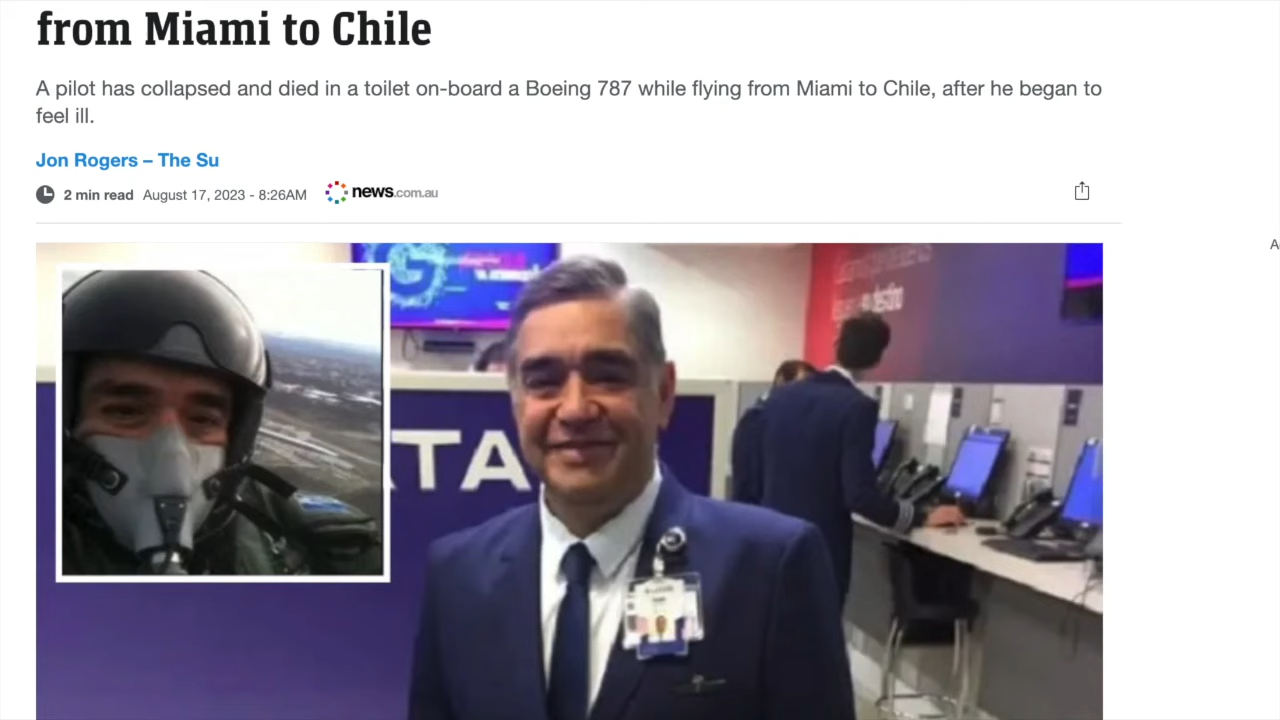 from Miami to Chile
A pilot has collapsed and died in a toilet on-board a Boeing 787 while flying from Miami to Chile, after he began to
feel ill.
Jon Rogers – The Su
2 min read August 17, 2023 - 8:26AM news.com.au
A
G
TA
destino